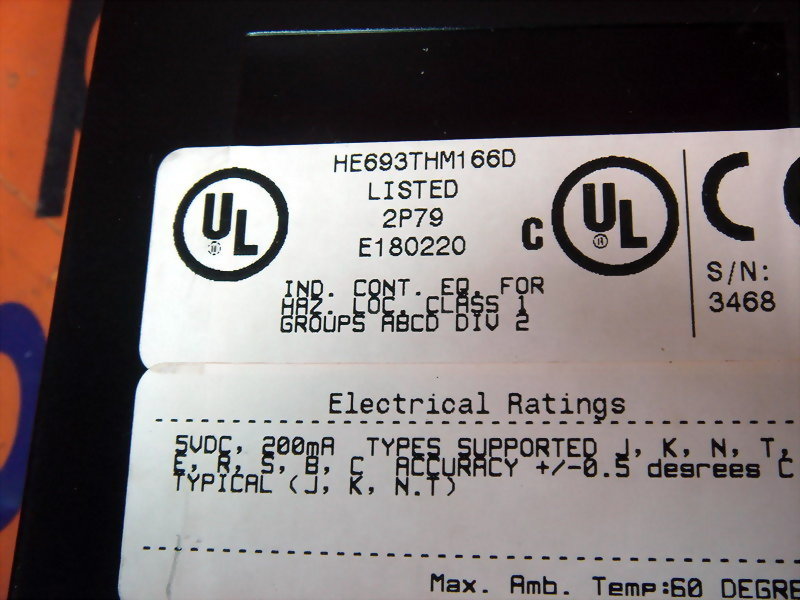 HE693THM166D
LISTED
2P79
E180220
UL
C UL
IND. CONT. EQ. FOR
HAZ. LOC. CLASS 1
GROUPS ABCD DIV 2
S/N:
3468
Electrical Ratings
5VDC, 200mA TYPES SUPPORTED J, K, N, T,
E, R, S, B, C ACCURACY +/-0.5 desrees C
TYPICAL (J, K, N.T)
Max. Amb. Temp:60 DEGRE